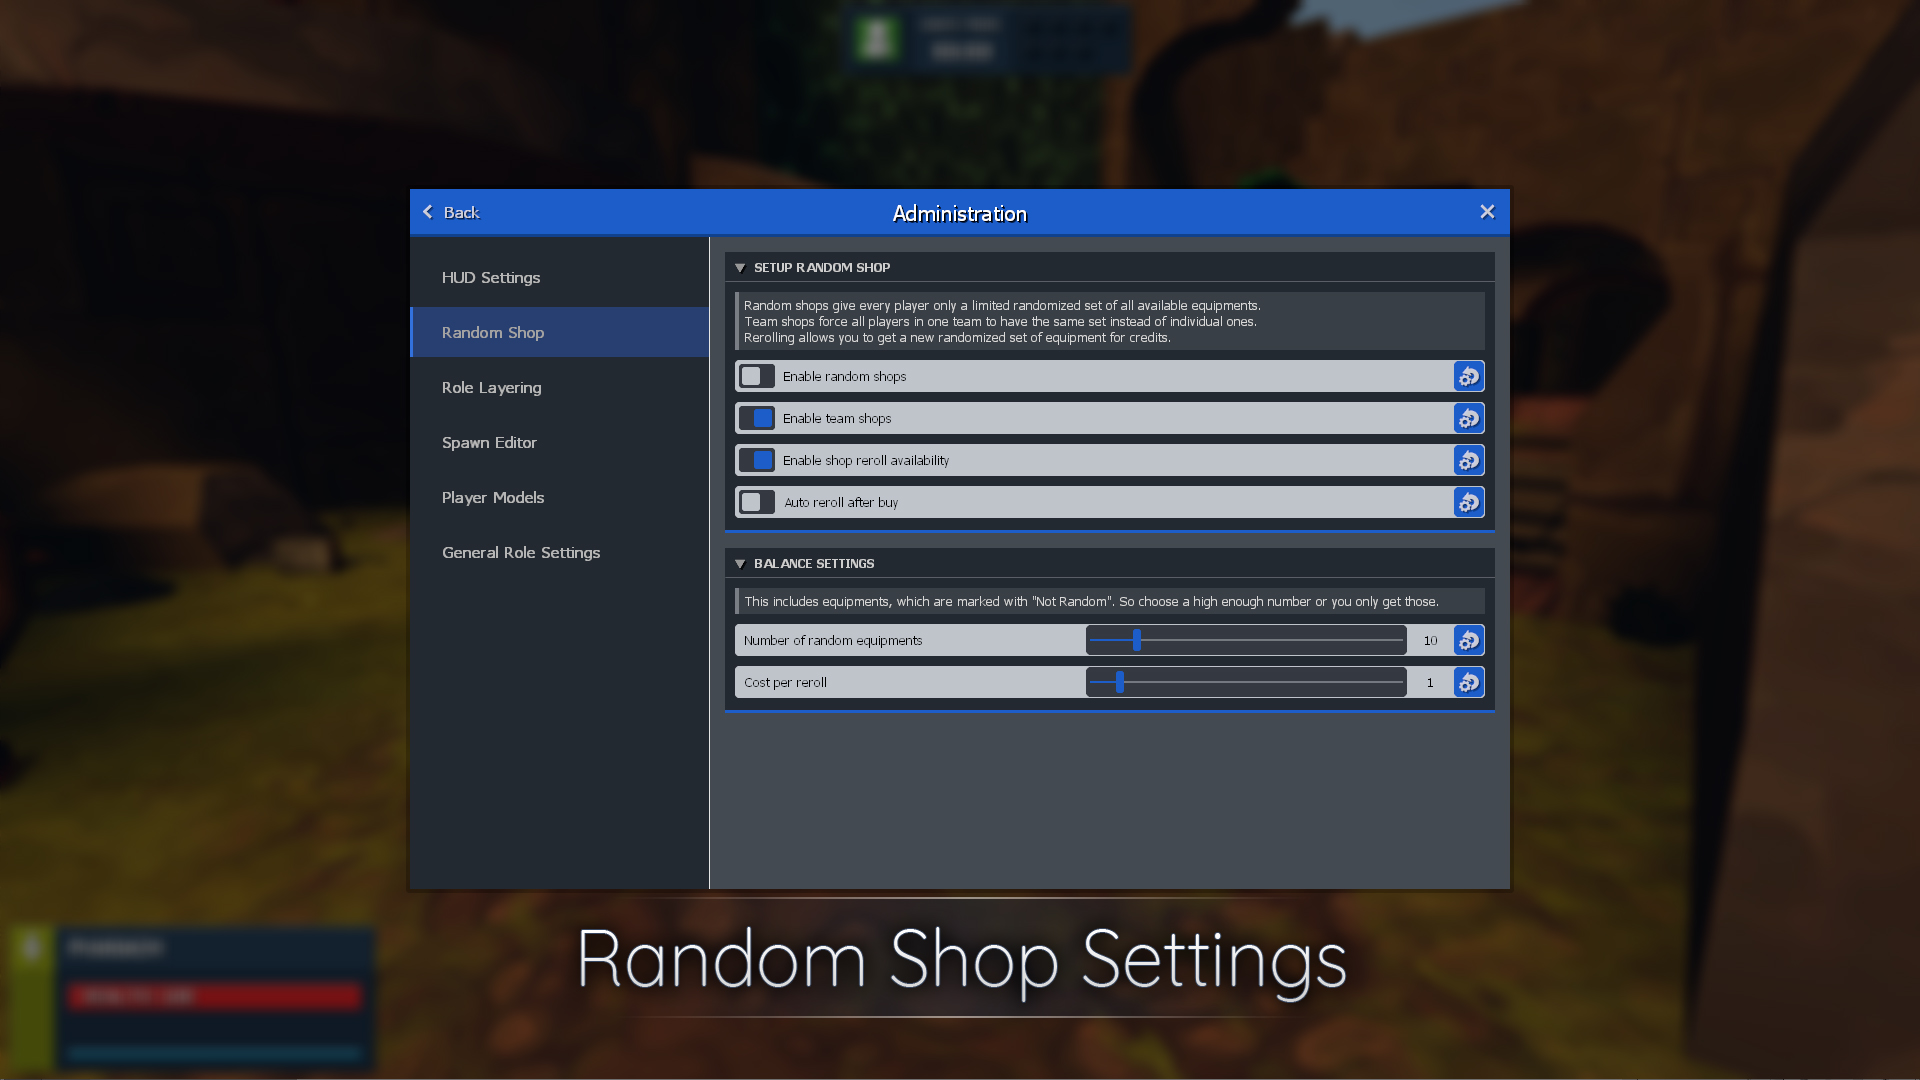 Back
Administration
HUD Settings
Random Shop
Role Layering
Spawn Editor
Player Models
General Role Settings
SETUP RANDOM SHOP
Random shops give every player only a limited randomized set of all available equipments.
Team shops force all players in one team to have the same set instead of individual ones.
Rerolling allows you to get a new randomized set of equipment for credits.
Enable random shops
Enable team shops
Enable shop reroll availability
Auto reroll after buy
BALANCE SETTINGS
This includes equipments, which are marked with "Not Random". So choose a high enough number or you only get those.
Number of random equipments 10
Cost per reroll 1
Random Shop Settings